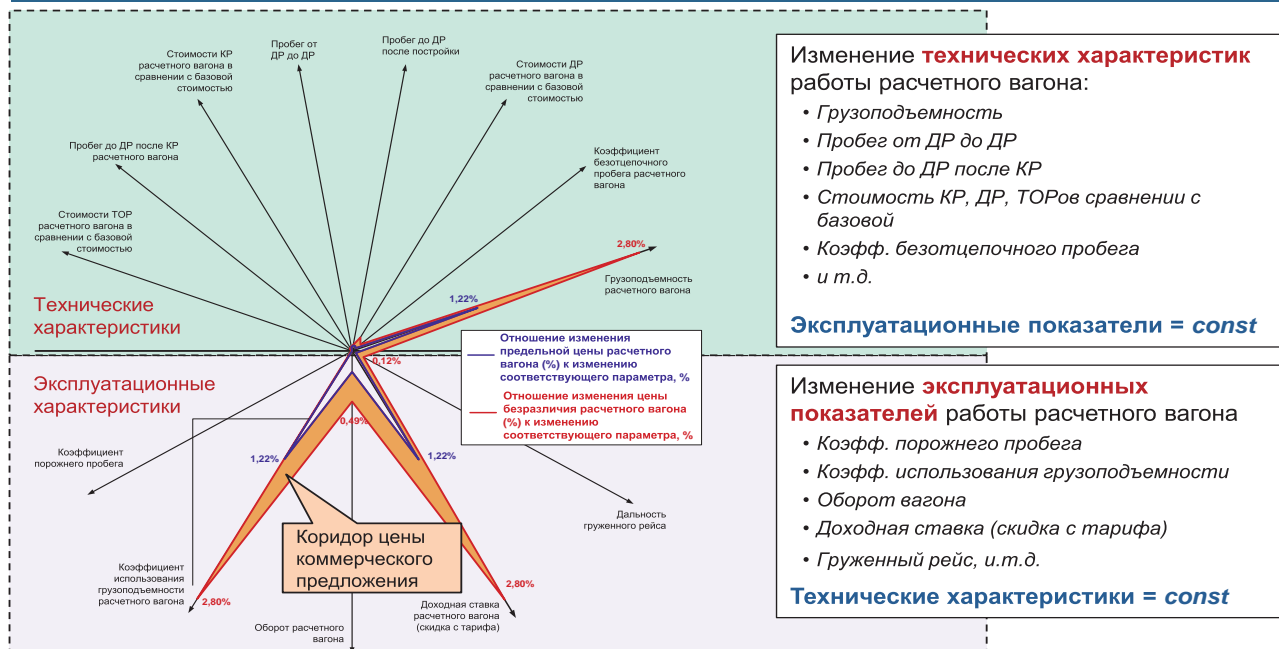 Стоимости КР
расчетного вагона в
сравнении с базовой
стоимостью
Пробег от
ДР до ДР
Пробег до ДР
после постройки
Стоимости ДР
расчетного вагона в
сравнении с базовой
стоимостью
Пробег до ДР после КР
расчетного вагона
Коэффициент
безотцепочного
пробега расчетного
вагона
Стоимости ТОР
расчетного вагона в
сравнении с базовой
стоимостью
2,80%
Грузоподъемность
расчетного вагона
1,22%
Технические
характеристики
Эксплуатационные
характеристики
0,12%
Отношение изменения
предельной цены расчетного
вагона (%) к изменению
соответствующего параметра, %
Отношение изменения цены
безразличия расчетного вагона
(%) к изменению
соответствующего параметра, %
0,49%
1,22%
1,22%
Коэффициент
порожнего пробега
Дальность
груженного рейса
Коридор цены
коммерческого
предложения
Коэффициент
использования
грузоподъемности
расчетного вагона
2,80%
2,80%
Доходная ставка
расчетного вагона
(скидка с тарифа)
Оборот расчетного
вагона
Изменение технических характеристик
работы расчетного вагона:
• Грузоподъемность
• Пробег от ДР до ДР
• Пробег до ДР после КР
• Стоимость КР, ДР, ТОРов сравнении с
базовой
• Коэфф. безотцепочного пробега
• и т.д.
Эксплуатационные показатели = const
Изменение эксплуатационных
показателей работы расчетного вагона
• Коэфф. порожнего пробега
• Коэфф. использования грузоподъемности
• Оборот вагона
• Доходная ставка (скидка с тарифа)
• Груженный рейс, и.т.д.
Технические характеристики = const